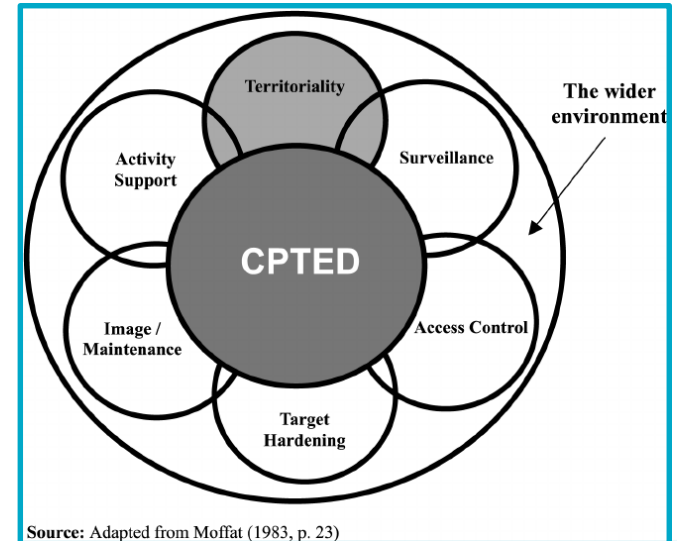 Territoriality
The wider
environment
Activity
Support
Surveillance
CPTED
Image /
Maintenance
Access Control
Target
Hardening
Source: Adapted from Moffat (1983, p. 23)